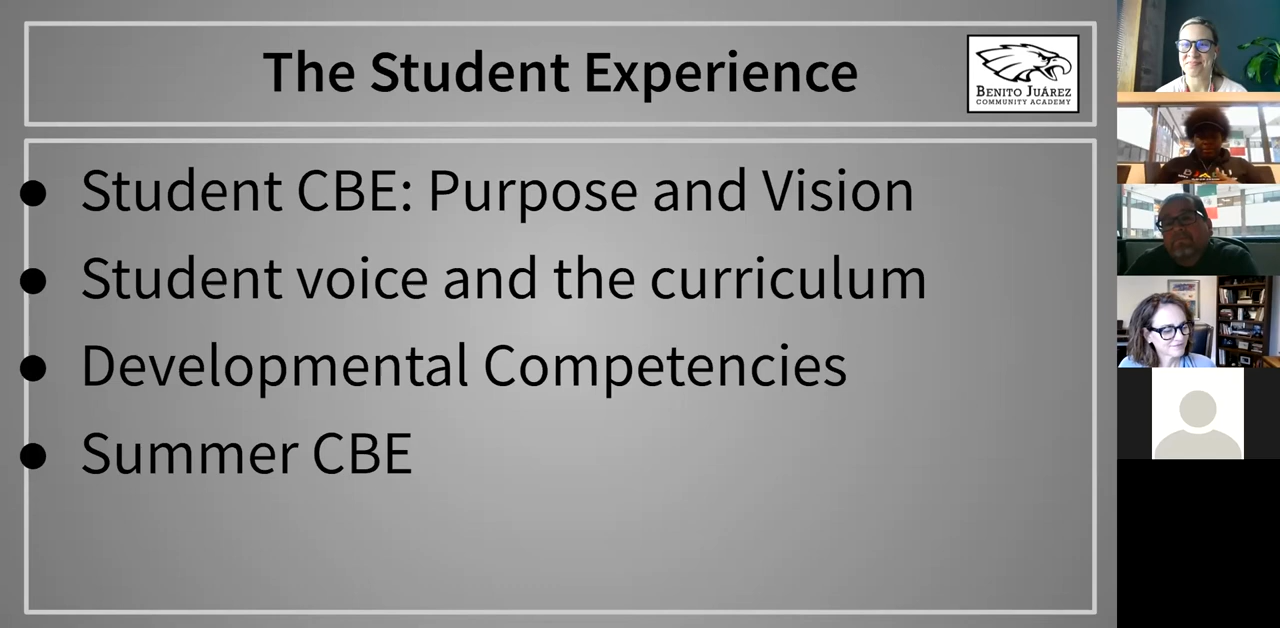 The Student Experience
BENITO JUÁREZ
COMMUNITY ACADEMY
● Student CBE: Purpose and Vision
● Student voice and the curriculum
● Developmental Competencies
● Summer CBE